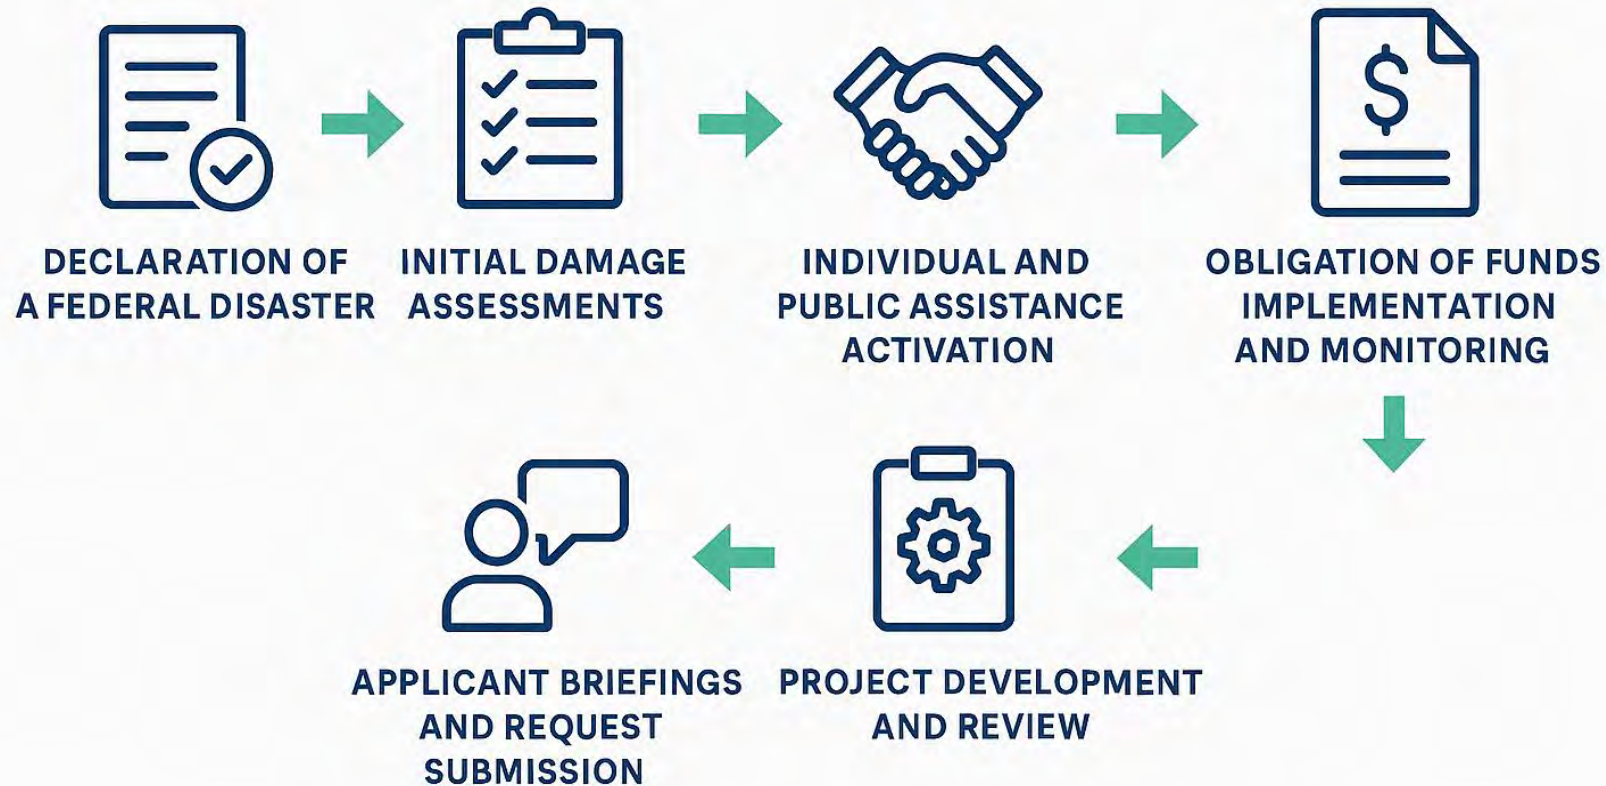 DECLARATION OF
A FEDERAL DISASTER
INITIAL DAMAGE
ASSESSMENTS
INDIVIDUAL AND
PUBLIC ASSISTANCE
ACTIVATION
$
OBLIGATION OF FUNDS
IMPLEMENTATION
AND MONITORING
APPLICANT BRIEFINGS
AND REQUEST
SUBMISSION
PROJECT DEVELOPMENT
AND REVIEW